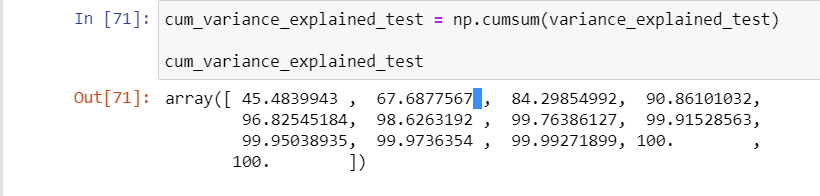 In [71]: cum_variance_explained_test = np.cumsum(variance_explained_test)
cum_variance_explained_test
Out[71]: array([ 45.4839943 , 67.6877567 , 84.29854992, 90.86101032,
96.82545184, 98.6263192 , 99.76386127, 99.91528563,
99.95038935, 99.9736354 , 99.99271899, 100. ,
100. ])